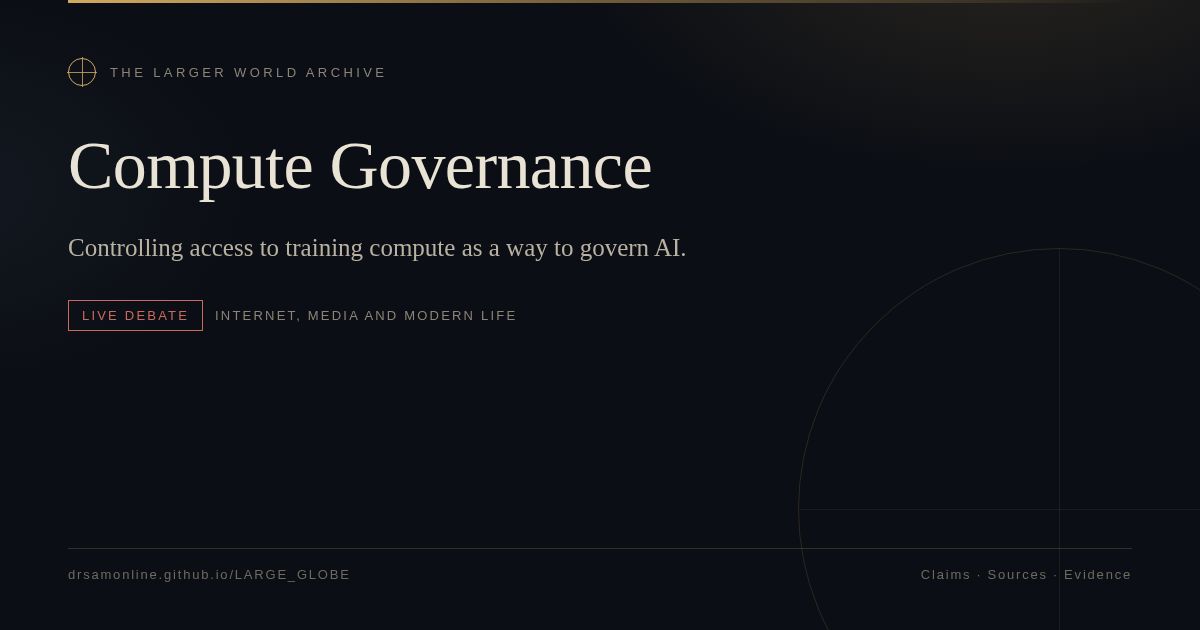 THE LARGER WORLD ARCHIVE
Compute Governance
Controlling access to training compute as a way to govern AI.
LIVE DEBATE
INTERNET, MEDIA AND MODERN LIFE
drsamonline.github.io/LARGE_GLOBE
Claims · Sources · Evidence